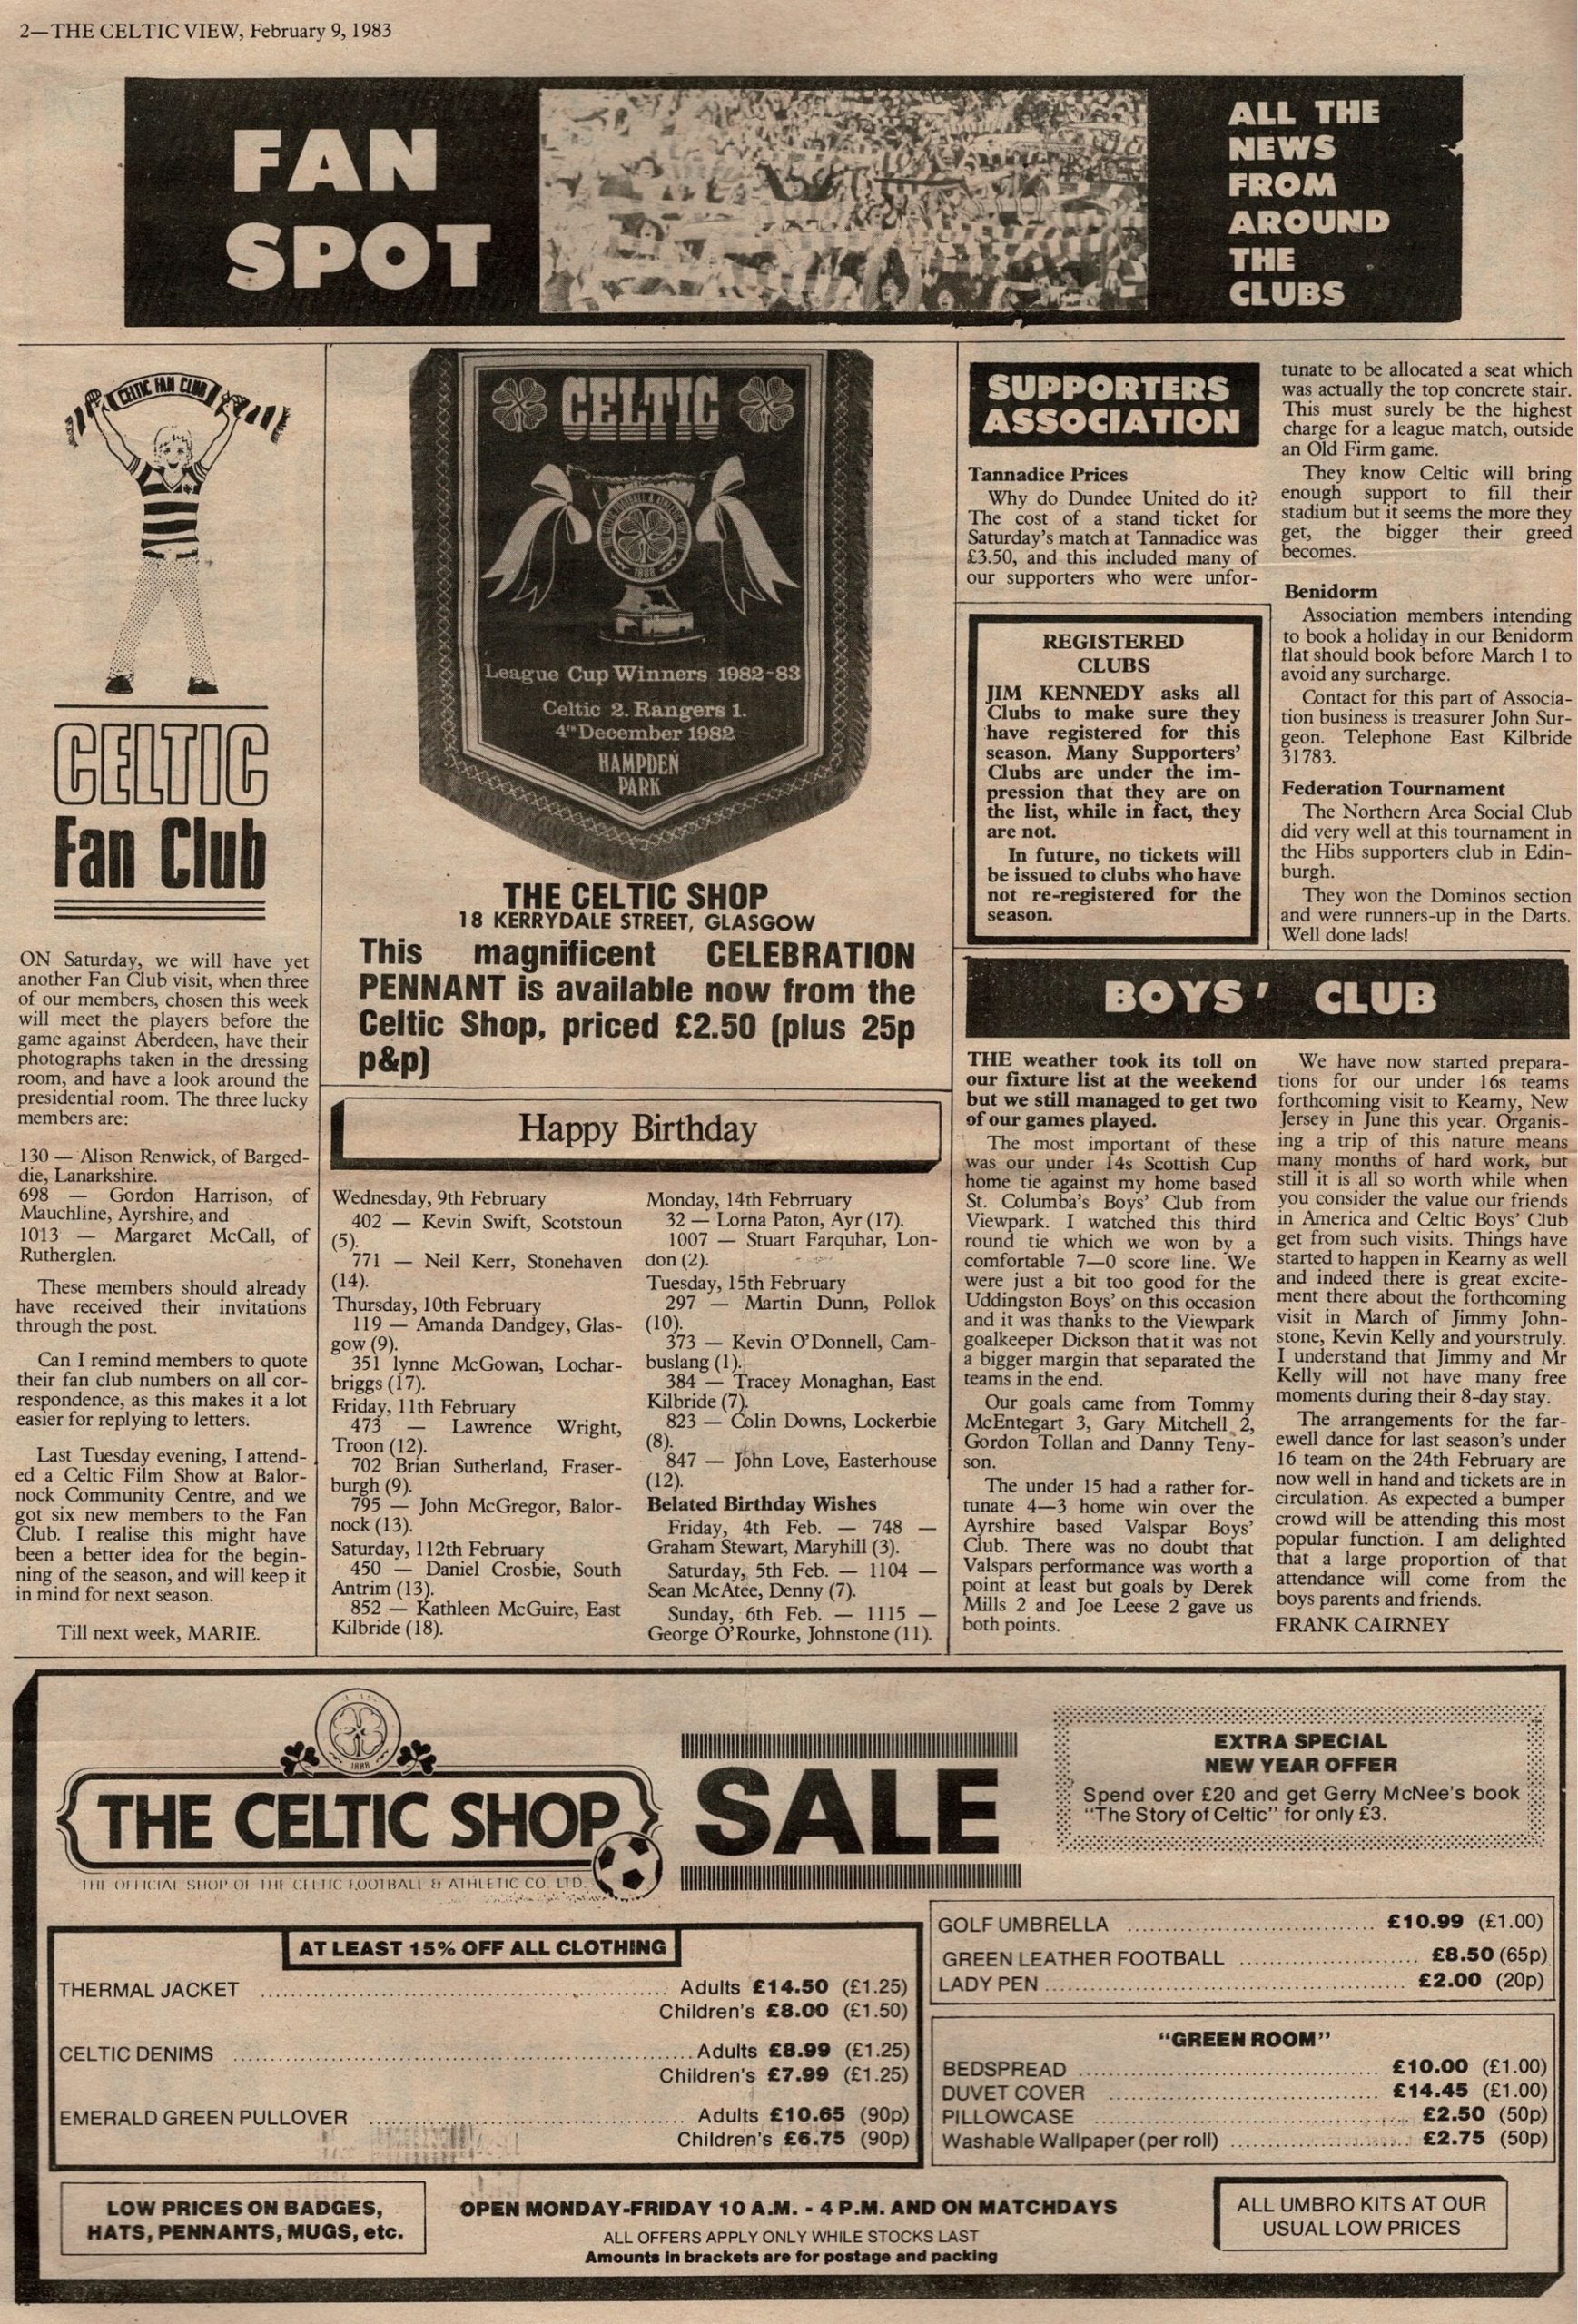 2—THE CELTIC VIEW, February 9, 1983
FAN
SPOT
ALL THE
NEWS
FROM
AROUND
THE
CLUBS
CELTIC FAN CLUB
CELTIC
Fan Club
ON Saturday, we will have yet
another Fan Club visit, when three
of our members, chosen this week
will meet the players before the
game against Aberdeen, have their
photographs taken in the dressing
room, and have a look around the
presidential room. The three lucky
members are:
130 — Alison Renwick, of Barged-
die, Lanarkshire.
698 — Gordon Harrison, of
Mauchline, Ayrshire, and
1013 — Margaret McCall, of
Rutherglen.
These members should already
have received their invitations
through the post.
Can I remind members to quote
their fan club numbers on all cor-
respondence, as this makes it a lot
easier for replying to letters.
Last Tuesday evening, I attend-
ed a Celtic Film Show at Balor-
nock Community Centre, and we
got six new members to the Fan
Club. I realise this might have
been a better idea for the begin-
ning of the season, and will keep it
in mind for next season.
Till next week, MARIE.
CELTIC
1888
League Cup Winners 1982-83
Celtic 2. Rangers 1.
4th December 1982
HAMPDEN
PARK
THE CELTIC SHOP
18 KERRYDALE STREET, GLASGOW
This magnificent CELEBRATION
PENNANT is available now from the
Celtic Shop, priced £2.50 (plus 25p
p&p)
Happy Birthday
Wednesday, 9th February
402 — Kevin Swift, Scotstoun
(5).
771 — Neil Kerr, Stonehaven
(14).
Thursday, 10th February
119 — Amanda Dandgey, Glas-
gow (9).
351 lynne McGowan, Lochar-
briggs (17).
Friday, 11th February
473 — Lawrence Wright,
Troon (12).
702 Brian Sutherland, Fraser-
burgh (9).
795 — John McGregor, Balor-
nock (13).
Saturday, 112th February
450 — Daniel Crosbie, South
Antrim (13).
852 — Kathleen McGuire, East
Kilbride (18).
Monday, 14th Febrruary
32 — Lorna Paton, Ayr (17).
1007 — Stuart Farquhar, Lon-
don (2).
Tuesday, 15th February
297 — Martin Dunn, Pollok
(10).
373 — Kevin O'Donnell, Cam-
buslang (1).
384 — Tracey Monaghan, East
Kilbride (7).
823 — Colin Downs, Lockerbie
(8).
847 — John Love, Easterhouse
(12).
Belated Birthday Wishes
Friday, 4th Feb. — 748 —
Graham Stewart, Maryhill (3).
Saturday, 5th Feb. — 1104 —
Sean McAtee, Denny (7).
Sunday, 6th Feb. — 1115 —
George O'Rourke, Johnstone (11).
SUPPORTERS
ASSOCIATION
Tannadice Prices
Why do Dundee United do it?
The cost of a stand ticket for
Saturday's match at Tannadice was
£3.50, and this included many of
our supporters who were unfor-
tunate to be allocated a seat which
was actually the top concrete stair.
This must surely be the highest
charge for a league match, outside
an Old Firm game.
They know Celtic will bring
enough support to fill their
stadium but it seems the more they
get, the bigger their greed
becomes.
REGISTERED
CLUBS
JIM KENNEDY asks all
Clubs to make sure they
have registered for this
season. Many Supporters'
Clubs are under the im-
pression that they are on
the list, while in fact, they
are not.
In future, no tickets will
be issued to clubs who have
not re-registered for the
season.
Benidorm
Association members intending
to book a holiday in our Benidorm
flat should book before March 1 to
avoid any surcharge.
Contact for this part of Associa-
tion business is treasurer John Sur-
geon. Telephone East Kilbride
31783.
Federation Tournament
The Northern Area Social Club
did very well at this tournament in
the Hibs supporters club in Edin-
burgh.
They won the Dominos section
and were runners-up in the Darts.
Well done lads!
BOYS' CLUB
THE weather took its toll on
our fixture list at the weekend
but we still managed to get two
of our games played.
The most important of these
was our under 14s Scottish Cup
home tie against my home based
St. Columba's Boys' Club from
Viewpark. I watched this third
round tie which we won by a
comfortable 7—0 score line. We
were just a bit too good for the
Uddingston Boys' on this occasion
and it was thanks to the Viewpark
goalkeeper Dickson that it was not
a bigger margin that separated the
teams in the end.
Our goals came from Tommy
McEntegart 3, Gary Mitchell 2,
Gordon Tollan and Danny Teny-
son.
The under 15 had a rather for-
tunate 4—3 home win over the
Ayrshire based Valspar Boys'
Club. There was no doubt that
Valspars performance was worth a
point at least but goals by Derek
Mills 2 and Joe Leese 2 gave us
both points.
We have now started prepara-
tions for our under 16s teams
forthcoming visit to Kearny, New
Jersey in June this year. Organis-
ing a trip of this nature means
many months of hard work, but
still it is all so worth while when
you consider the value our friends
in America and Celtic Boys' Club
get from such visits. Things have
started to happen in Kearny as well
and indeed there is great excite-
ment there about the forthcoming
visit in March of Jimmy John-
stone, Kevin Kelly and yours truly.
I understand that Jimmy and Mr
Kelly will not have many free
moments during their 8-day stay.
The arrangements for the far-
ewell dance for last season's under
16 team on the 24th February are
now well in hand and tickets are in
circulation. As expected a bumper
crowd will be attending this most
popular function. I am delighted
that a large proportion of that
attendance will come from the
boys parents and friends.
FRANK CAIRNEY
1888
THE CELTIC SHOP
THE OFFICIAL SHOP OF THE CELTIC FOOTBALL & ATHLETIC CO. LTD.
SALE
EXTRA SPECIAL
NEW YEAR OFFER
Spend over £20 and get Gerry McNee's book
"The Story of Celtic" for only £3.
AT LEAST 15% OFF ALL CLOTHING
THERMAL JACKET ........ Adults £14.50 (£1.25)
Children's £8.00 (£1.50)
CELTIC DENIMS ........ Adults £8.99 (£1.25)
Children's £7.99 (£1.25)
EMERALD GREEN PULLOVER ........ Adults £10.65 (90p)
Children's £6.75 (90p)
GOLF UMBRELLA ........ £10.99 (£1.00)
GREEN LEATHER FOOTBALL ........ £8.50 (65p)
LADY PEN ........ £2.00 (20p)
"GREEN ROOM"
BEDSPREAD ........ £10.00 (£1.00)
DUVET COVER ........ £14.45 (£1.00)
PILLOWCASE ........ £2.50 (50p)
Washable Wallpaper (per roll) ........ £2.75 (50p)
LOW PRICES ON BADGES,
HATS, PENNANTS, MUGS, etc.
OPEN MONDAY-FRIDAY 10 A.M. - 4 P.M. AND ON MATCHDAYS
ALL OFFERS APPLY ONLY WHILE STOCKS LAST
Amounts in brackets are for postage and packing
ALL UMBRO KITS AT OUR
USUAL LOW PRICES